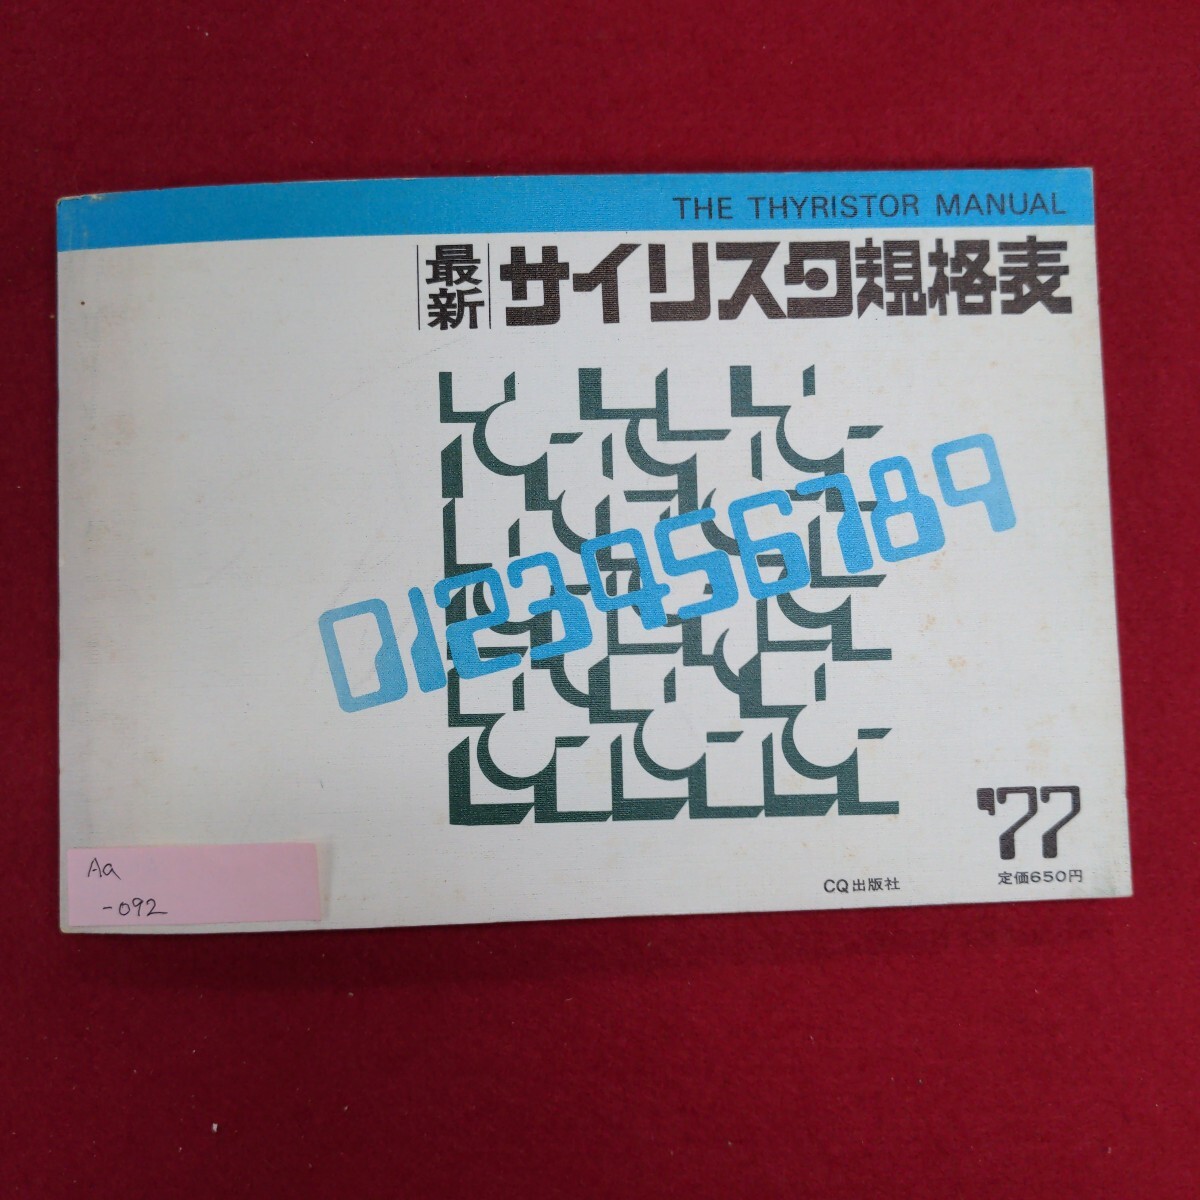 THE THYRISTOR MANUAL
最新 サイリスタ規格表
0123456789
'77
定価650円
CQ出版社
Aa
-092